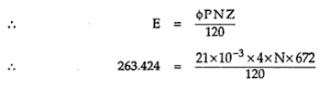 ∴ E = ϕPNZ / 120
∴ 263.424 = 21×10⁻³×4×N×672 / 120